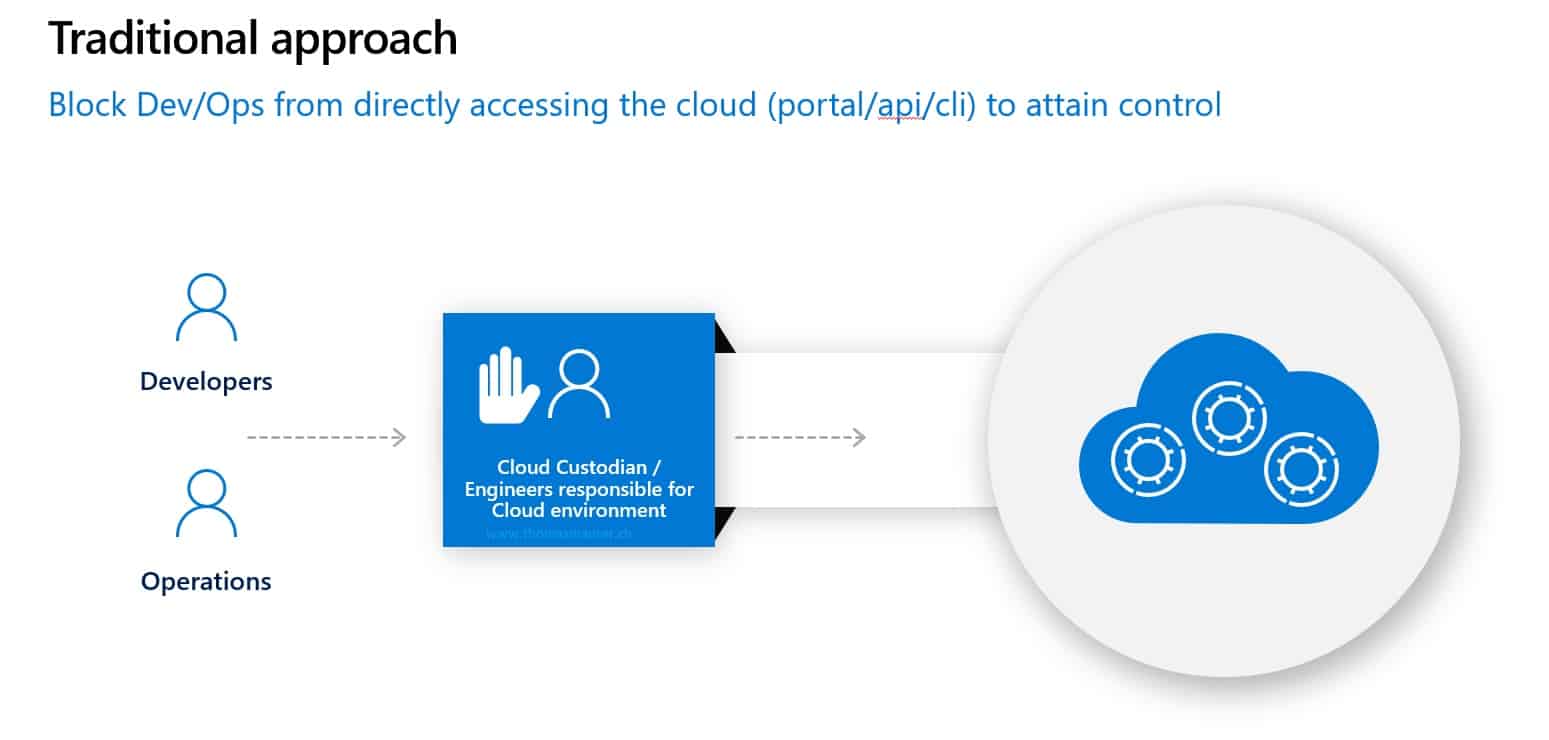 Traditional approach
Block Dev/Ops from directly accessing the cloud (portal/api/cli) to attain control
Developers
Cloud Custodian /
Engineers responsible for
Cloud environment
www.thomasmaurer.ch
Operations